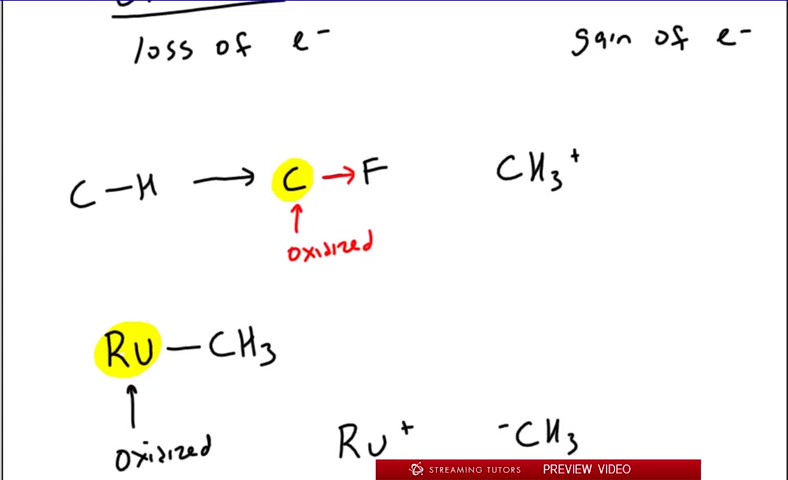 loss of e⁻
gain of e⁻
C–H → C → F
CH₃⁺
oxidized
Ru–CH₃
oxidized
Ru⁺ ⁻CH₃
STREAMING TUTORS PREVIEW VIDEO